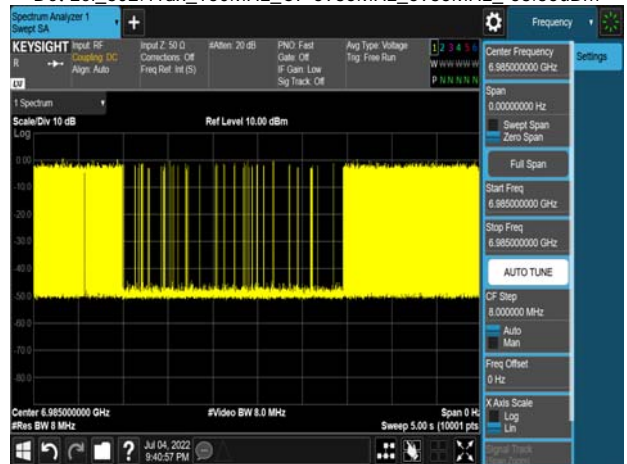 Spectrum Analyzer 1
Swept SA
+
Frequency
KEYSIGHT
R
LV
Input: RF
Coupling: DC
Align: Auto
Input Z: 50 Ω
Corrections: Off
Freq Ref: Int (S)
#Atten: 20 dB
PNO: Fast
Gate: Off
IF Gain: Low
Sig Track: Off
Avg Type: Voltage
Trig: Free Run
1 2 3 4 5 6
W W W W W W
P N N N N N
1 Spectrum
Scale/Div 10 dB
Ref Level 10.00 dBm
Log
0.00
-10.0
-20.0
-30.0
-40.0
-50.0
-60.0
-70.0
-80.0
Center 6.985000000 GHz
#Video BW 8.0 MHz
Span 0 Hz
#Res BW 8 MHz
Sweep 5.00 s (10001 pts
Jul 04, 2022
9:40:57 PM
Center Frequency
6.985000000 GHz
Settings
Span
0.00000000 Hz
Swept Span
Zero Span
Full Span
Start Freq
6.985000000 GHz
Stop Freq
6.985000000 GHz
AUTO TUNE
CF Step
8.000000 MHz
Auto
Man
Freq Offset
0 Hz
X Axis Scale
Log
Lin
Signal Track